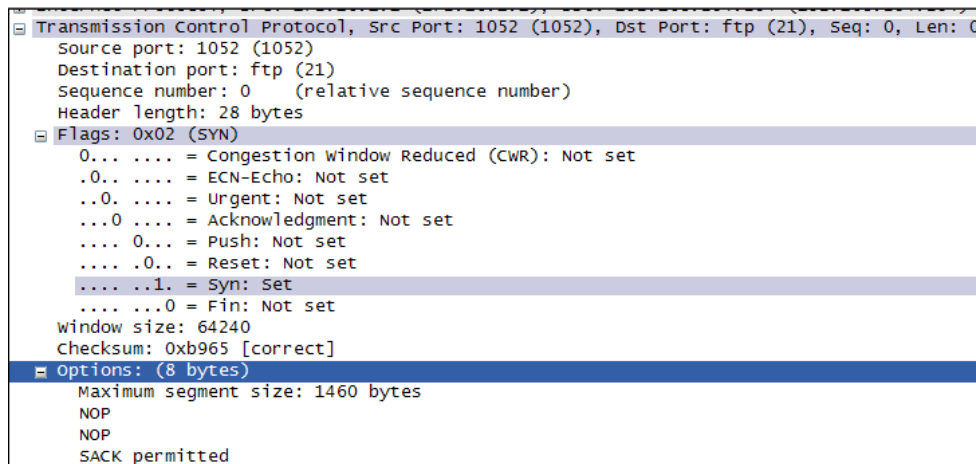 Transmission Control Protocol, Src Port: 1052 (1052), Dst Port: ftp (21), Seq: 0, Len: 0
Source port: 1052 (1052)
Destination port: ftp (21)
Sequence number: 0 (relative sequence number)
Header length: 28 bytes
Flags: 0x02 (SYN)
0... .... = Congestion Window Reduced (CWR): Not set
.0.. .... = ECN-Echo: Not set
..0. .... = Urgent: Not set
...0 .... = Acknowledgment: Not set
.... 0... = Push: Not set
.... .0.. = Reset: Not set
.... ..1. = Syn: Set
.... ...0 = Fin: Not set
Window size: 64240
Checksum: 0xb965 [correct]
Options: (8 bytes)
Maximum segment size: 1460 bytes
NOP
NOP
SACK permitted